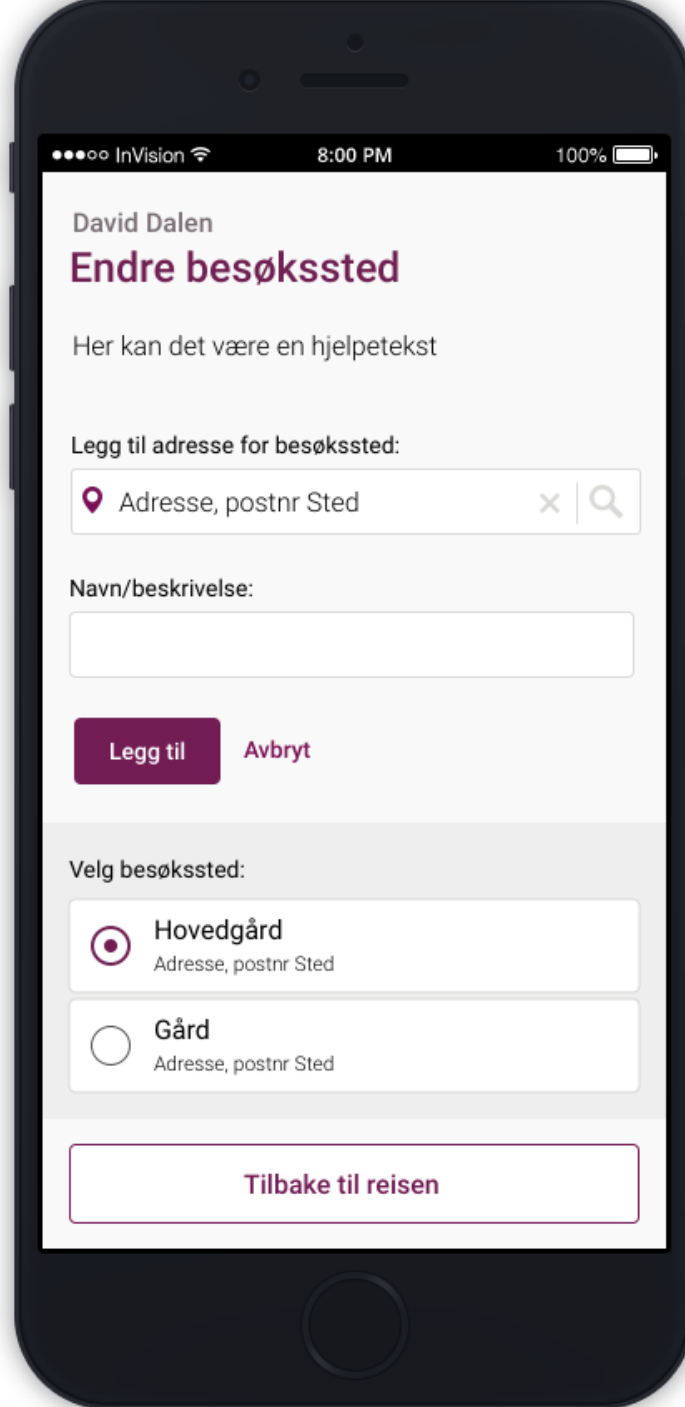 InVision 8:00 PM 100%
David Dalen
Endre besøkssted
Her kan det være en hjelpetekst
Legg til adresse for besøkssted:
Adresse, postnr Sted
Navn/beskrivelse:
Legg til Avbryt
Velg besøkssted:
Hovedgård
Adresse, postnr Sted
Gård
Adresse, postnr Sted
Tilbake til reisen